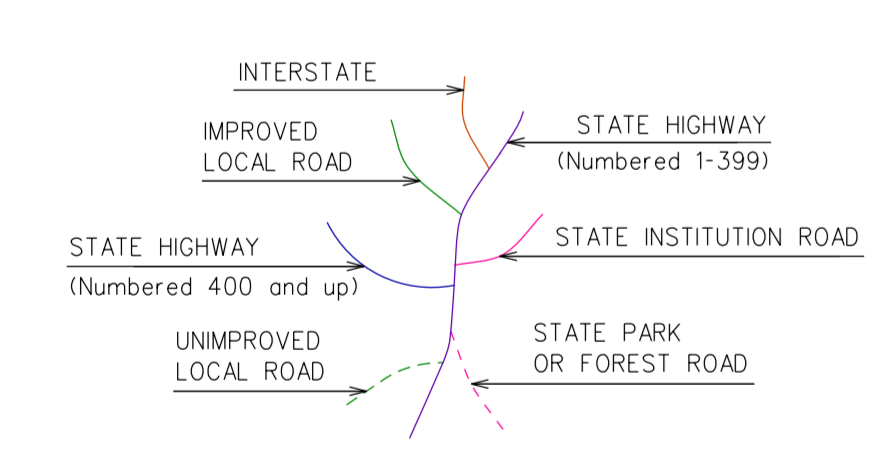 INTERSTATE
IMPROVED
LOCAL ROAD
STATE HIGHWAY
(Numbered 1-399)
STATE HIGHWAY
(Numbered 400 and up)
STATE INSTITUTION ROAD
UNIMPROVED
LOCAL ROAD
STATE PARK
OR FOREST ROAD